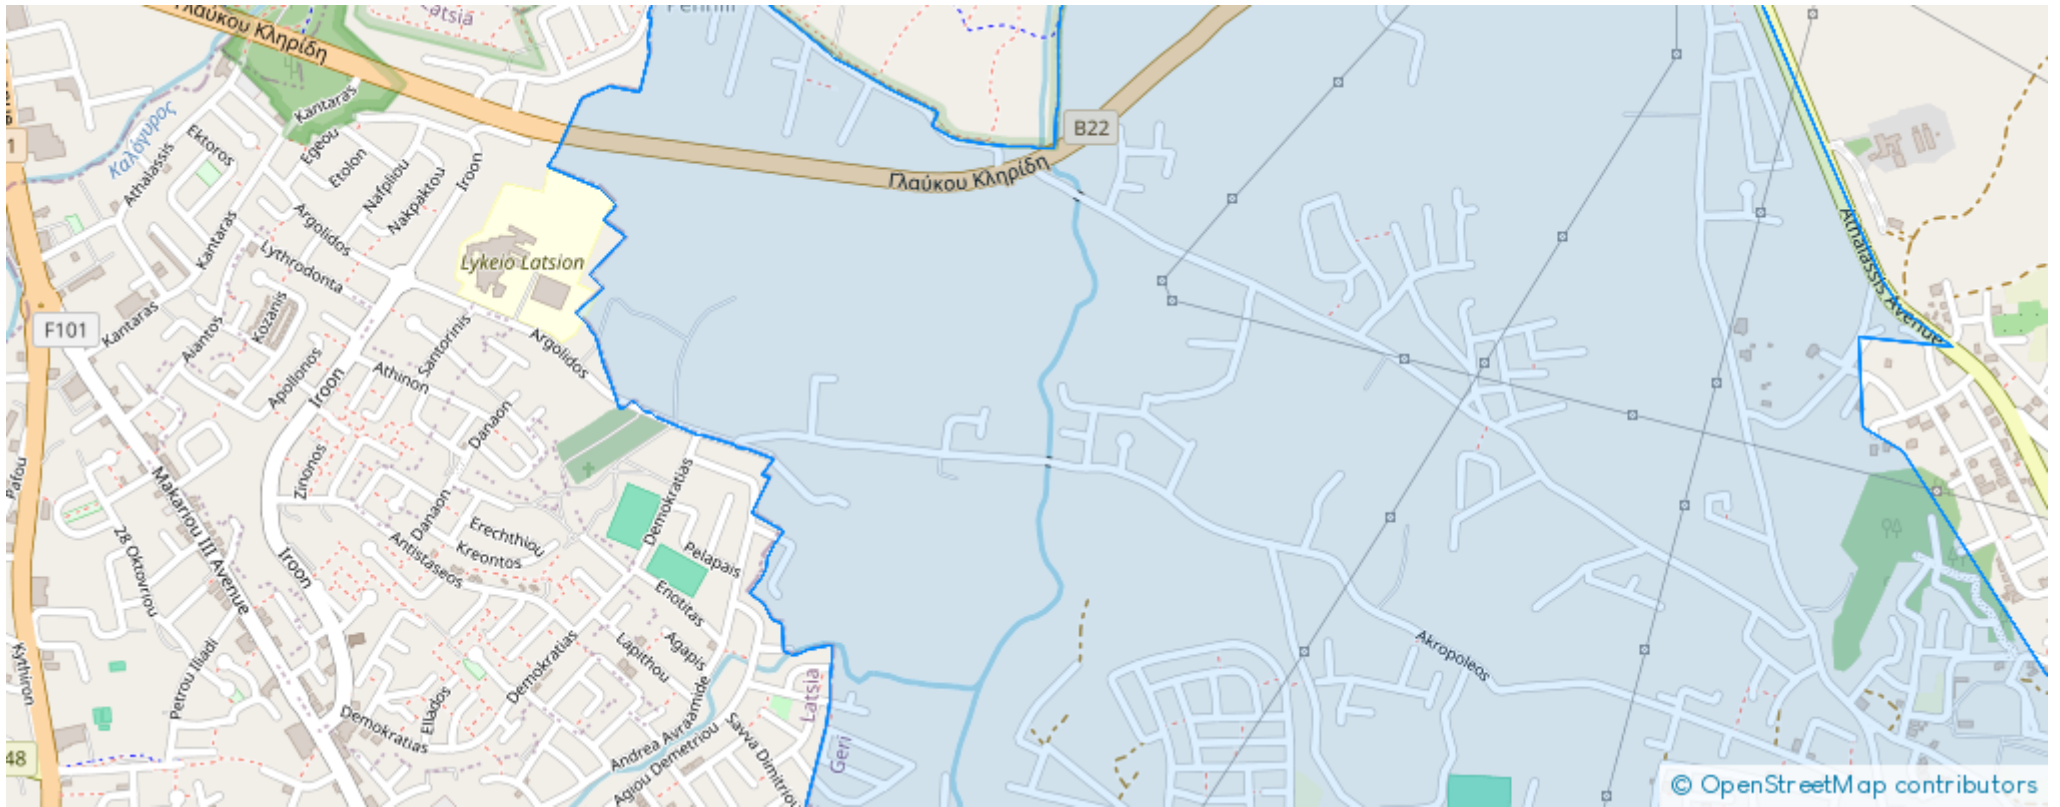 Latsia
Γλαύκου Κληρίδη
Καλόγυρος
Kantaras
Ektoros
Egeou
Etolon
Nafpliou
Nakpaktou
Iroon
Athalassis
Kantaras
Argolidos
Lythrodonta
Lykeio Latsion
B22
Γλαύκου Κληρίδη
Athalassis Avenue
1
F101
Kantaras
Aiantos
Kozanis
Santorinis
Argolidos
Apollonos
Iroon
Athinon
Danaon
Zinonos
Danaon
Demokratias
Erechthiou
Kreontos
Antistaseos
Pelapais
Eriotitas
Pafou
Makariou III Avenue
28 Oktovriou
Iroon
Lapithou
Agapis
Akropoleos
Kythiron
Petrou Iliadi
Ellados
Demokratias
Demokratias
Andrea Avraamide
Agiou Demetriou
Savva Dimitriou
Latsia
Geri
48
© OpenStreetMap contributors